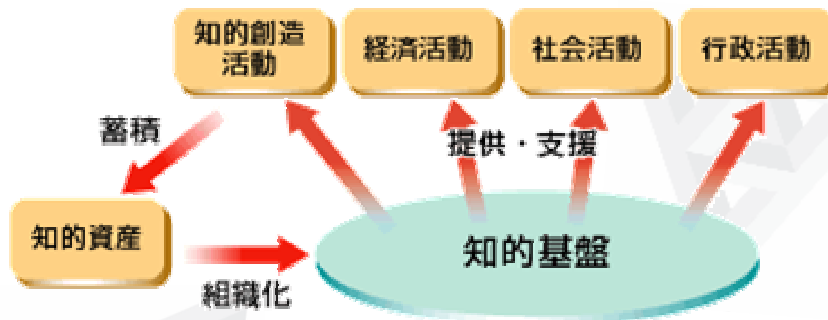 知的創造
活動
経済活動
社会活動
行政活動
蓄積
提供・支援
知的資産
知的基盤
組織化